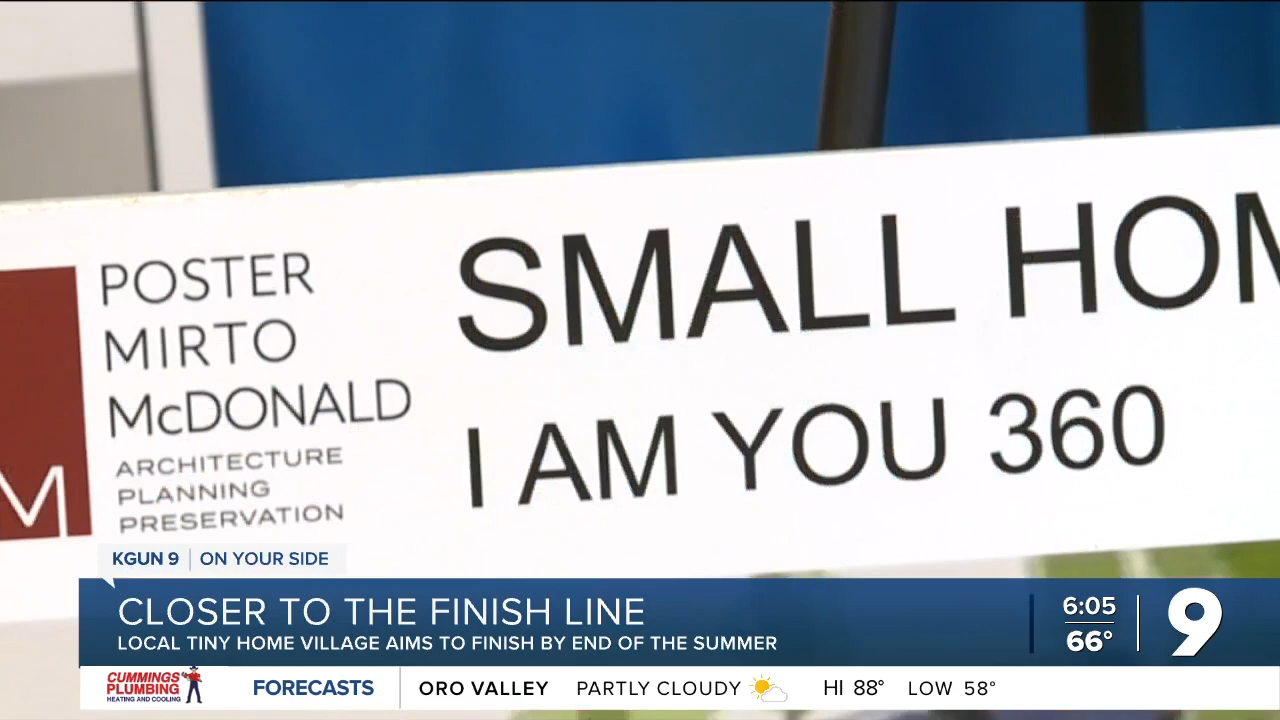 POSTER
MIRTO
McDONALD
ARCHITECTURE
PLANNING
PRESERVATION
M
SMALL HOM
I AM YOU 360
KGUN 9 | ON YOUR SIDE
CLOSER TO THE FINISH LINE
LOCAL TINY HOME VILLAGE AIMS TO FINISH BY END OF THE SUMMER
6:05
66°
9
CUMMINGS
PLUMBING
HEATING AND COOLING
FORECASTS
ORO VALLEY PARTLY CLOUDY HI 88° LOW 58°